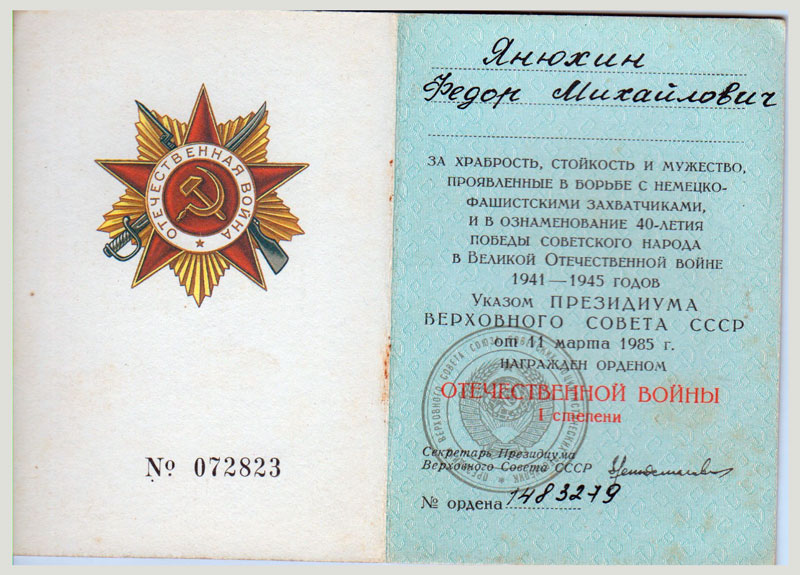 ОТЕЧЕСТВЕННАЯ ВОЙНА
№ 072823
Янюхин
Федор Михайлович
ЗА ХРАБРОСТЬ, СТОЙКОСТЬ И МУЖЕСТВО,
ПРОЯВЛЕННЫЕ В БОРЬБЕ С НЕМЕЦКО-
ФАШИСТСКИМИ ЗАХВАТЧИКАМИ,
И В ОЗНАМЕНОВАНИЕ 40-ЛЕТИЯ
ПОБЕДЫ СОВЕТСКОГО НАРОДА
В ВЕЛИКОЙ ОТЕЧЕСТВЕННОЙ ВОЙНЕ
1941—1945 ГОДОВ
УКАЗОМ ПРЕЗИДИУМА
ВЕРХОВНОГО СОВЕТА СССР
от 11 марта 1985 г.
НАГРАЖДЕН ОРДЕНОМ
ОТЕЧЕСТВЕННОЙ ВОЙНЫ
I степени
Секретарь Президиума
Верховного Совета СССР
№ ордена 1483279